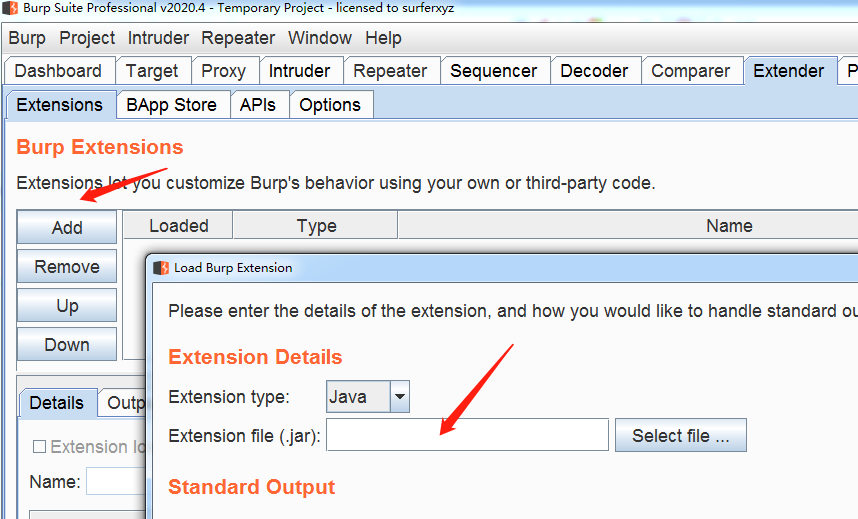 Burp Suite Professional v2020.4 - Temporary Project - licensed to surferxyz
Burp Project Intruder Repeater Window Help
Dashboard Target Proxy Intruder Repeater Sequencer Decoder Comparer Extender P
Extensions BApp Store APIs Options
Burp Extensions
Extensions let you customize Burp's behavior using your own or third-party code.
Add Loaded Type Name
Remove
Up
Down
Load Burp Extension
Please enter the details of the extension, and how you would like to handle standard ou
Extension Details
Extension type: Java
Extension file (.jar): Select file ...
Standard Output
Details Outp
Extension lo
Name: